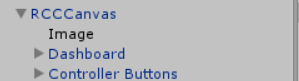 RCCCanvas
Image
Dashboard
Controller Buttons